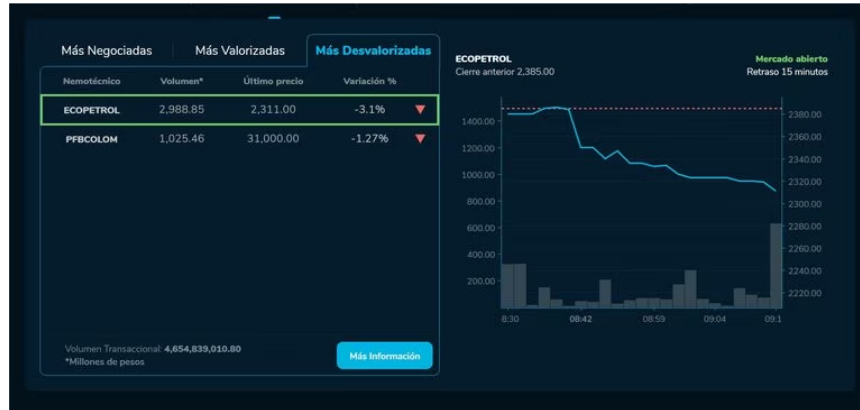 Más Negociadas Más Valorizadas Más Desvalorizadas
Nemotécnico Volumen* Último precio Variación %
ECOPETROL 2,988.85 2,311.00 -3.1% ▼
PFBCOLOM 1,025.46 31,000.00 -1.27% ▼
Volumen Transaccional: 4,654,839,010.80
*Millones de pesos
Más Información
ECOPETROL Mercado abierto
Cierre anterior 2,385.00 Retraso 15 minutos
1400.00 2380.00
1200.00 2360.00
1000.00 2340.00
800.00 2320.00
600.00 2300.00
400.00 2280.00
200.00 2260.00
2240.00
2220.00
8:30 08:42 08:59 09:04 09:1